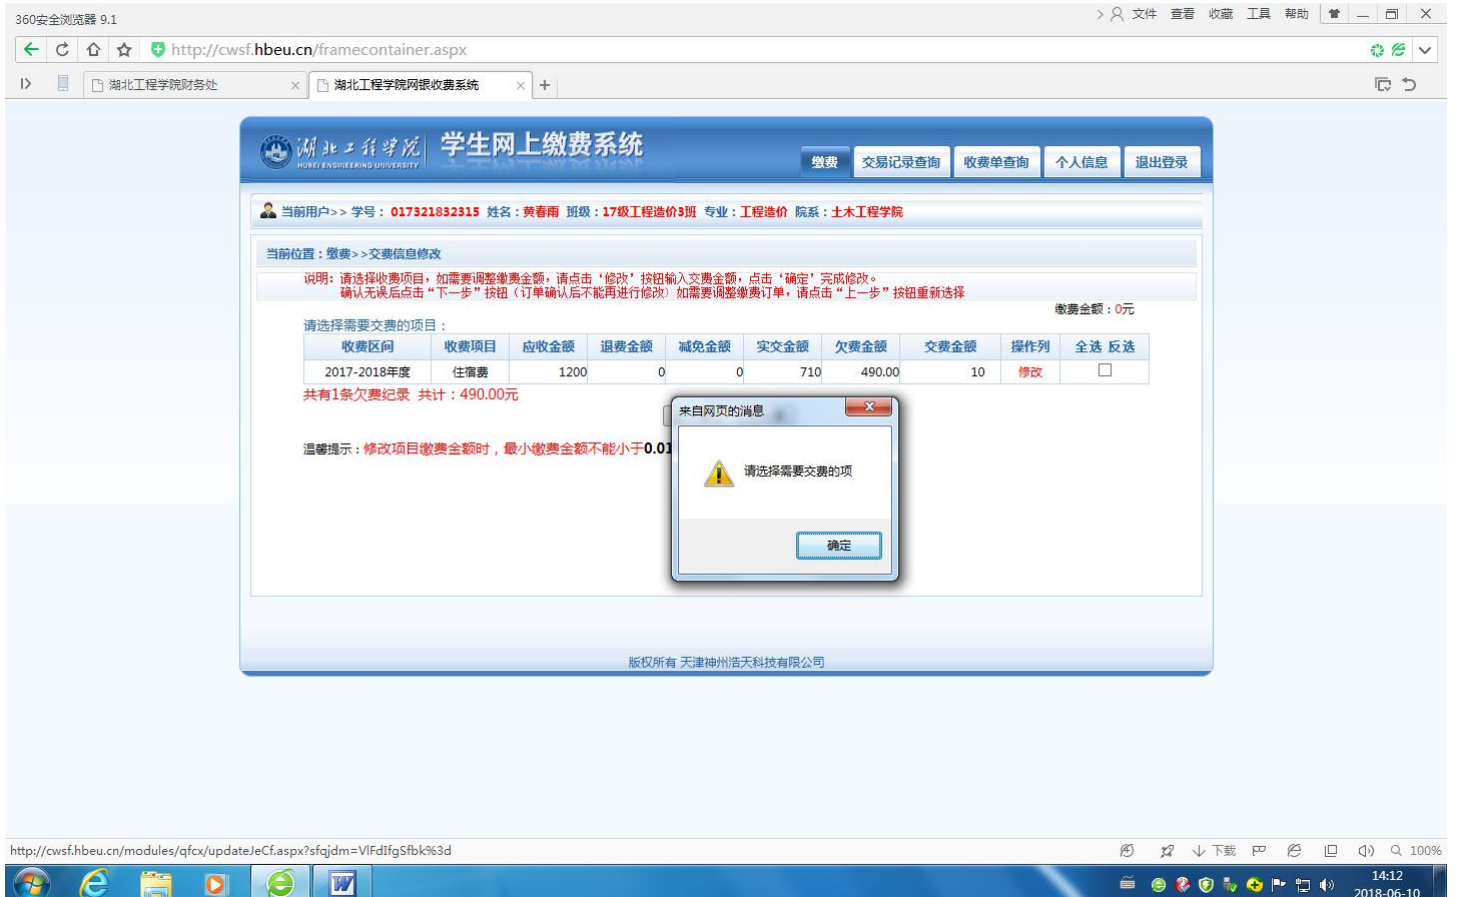 360安全浏览器 9.1
文件 查看 收藏 工具 帮助
http://cwsf.hbeu.cn/framecontainer.aspx
湖北工程学院财务处
湖北工程学院网银收费系统
湖北工程学院 学生网上缴费系统
HUBEI ENGINEERING UNIVERSITY
缴费 交易记录查询 收费单查询 个人信息 退出登录
当前用户>> 学号: 017321832315 姓名:黄春雨 班级:17级工程造价3班 专业:工程造价 院系:土木工程学院
当前位置:缴费>>交费信息修改
说明:请选择收费项目,如需要调整缴费金额,请点击‘修改’按钮输入交费金额,点击‘确定’完成修改。
确认无误后点击“下一步”按钮(订单确认后不能再进行修改)如需要调整缴费订单,请点击“上一步”按钮重新选择
缴费金额:0元
请选择需要交费的项目:
收费区间 收费项目 应收金额 退费金额 减免金额 实交金额 欠费金额 交费金额 操作列 全选 反选
2017-2018年度 住宿费 1200 0 0 710 490.00 10 修改
共有1条欠费纪录 共计:490.00元
来自网页的消息
温馨提示:修改项目缴费金额时,最小缴费金额不能小于0.01
请选择需要交费的项
确定
版权所有 天津神州浩天科技有限公司
http://cwsf.hbeu.cn/modules/qfcx/updateJeCf.aspx?sfqjdm=VlFdIfgSfbk%3d
下载 100%
14:12
2018-06-10